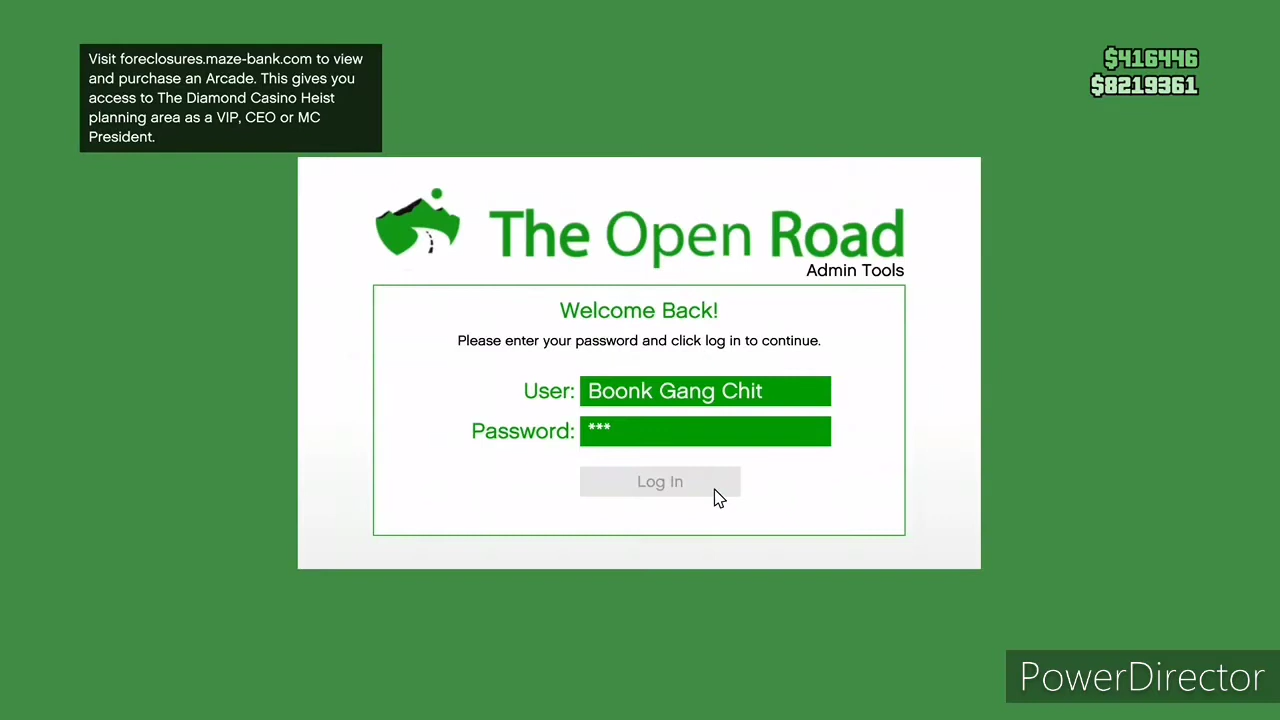 Visit foreclosures.maze-bank.com to view
and purchase an Arcade. This gives you
access to The Diamond Casino Heist
planning area as a VIP, CEO or MC
President.
$416446
$8219361
The Open Road
Admin Tools
Welcome Back!
Please enter your password and click log in to continue.
User: Boonk Gang Chit
Password: ***
Log In
PowerDirector